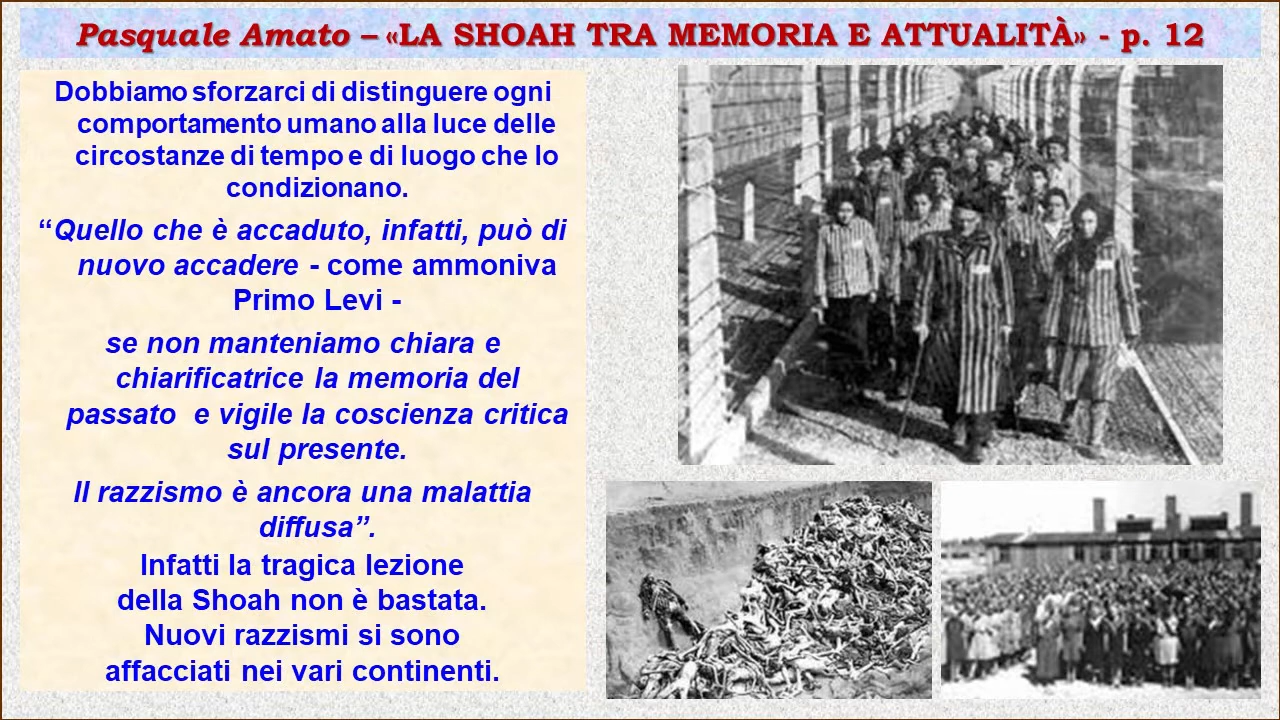 Pasquale Amato – «LA SHOAH TRA MEMORIA E ATTUALITÀ» - p. 12
Dobbiamo sforzarci di distinguere ogni
comportamento umano alla luce delle
circostanze di tempo e di luogo che lo
condizionano.
“Quello che è accaduto, infatti, può di
nuovo accadere - come ammoniva
Primo Levi -
se non manteniamo chiara e
chiarificatrice la memoria del
passato e vigile la coscienza critica
sul presente.
Il razzismo è ancora una malattia
diffusa”.
Infatti la tragica lezione
della Shoah non è bastata.
Nuovi razzismi si sono
affacciati nei vari continenti.